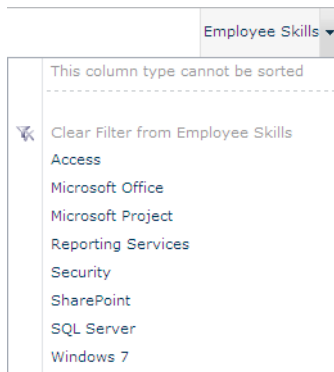 Employee Skills
This column type cannot be sorted
Clear Filter from Employee Skills
Access
Microsoft Office
Microsoft Project
Reporting Services
Security
SharePoint
SQL Server
Windows 7